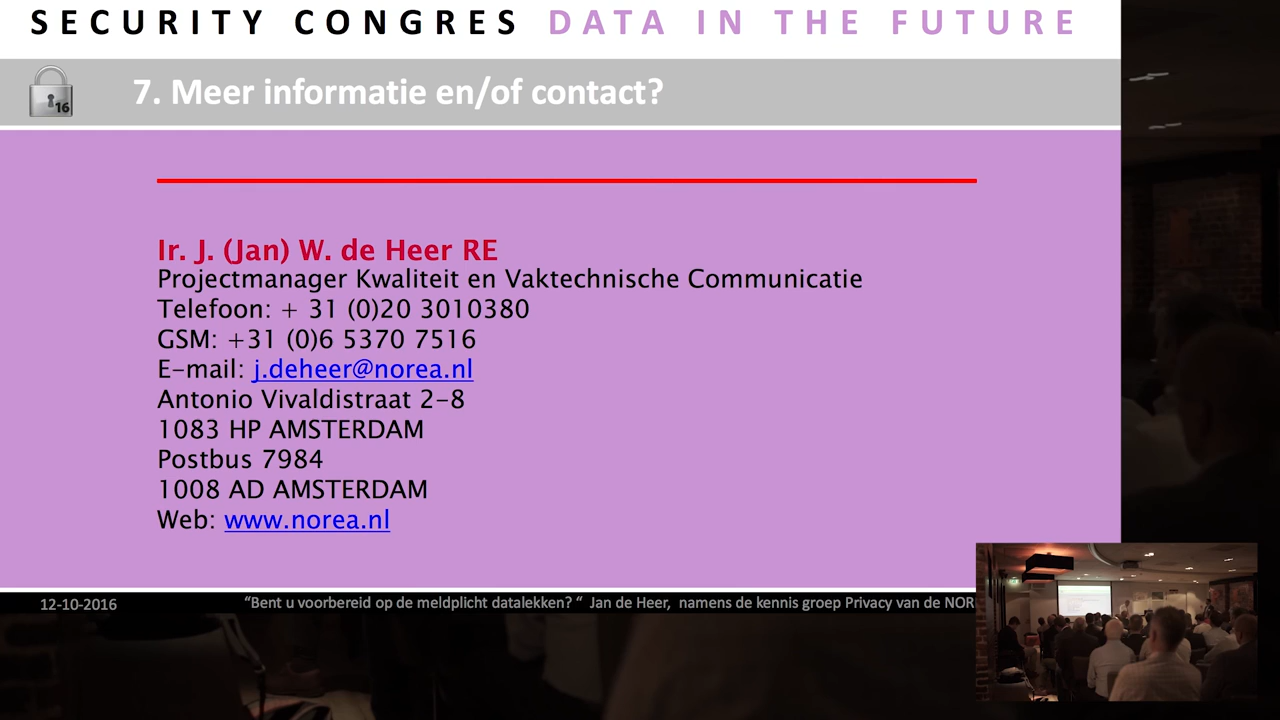 SECURITY CONGRES DATA IN THE FUTURE
16
7. Meer informatie en/of contact?
Ir. J. (Jan) W. de Heer RE
Projectmanager Kwaliteit en Vaktechnische Communicatie
Telefoon: + 31 (0)20 3010380
GSM: +31 (0)6 5370 7516
E-mail: j.deheer@norea.nl
Antonio Vivaldistraat 2-8
1083 HP AMSTERDAM
Postbus 7984
1008 AD AMSTERDAM
Web: www.norea.nl
12-10-2016 “Bent u voorbereid op de meldplicht datalekken? “ Jan de Heer, namens de kennis groep Privacy van de NOR